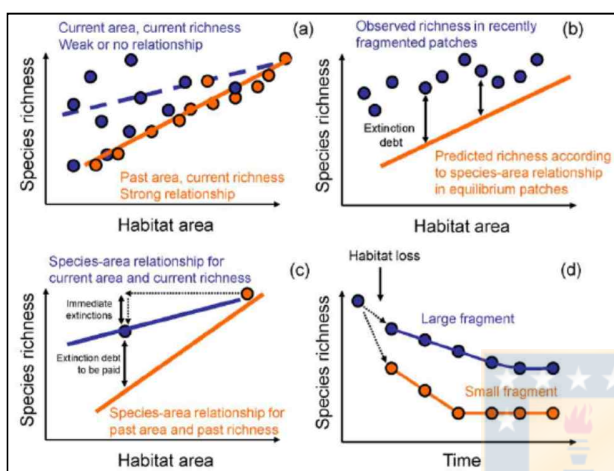 Current area, current richness
Weak or no relationship
(a)
Species richness
Past area, current richness
Strong relationship
Habitat area
Observed richness in recently
fragmented patches
(b)
Species richness
Extinction
debt
Predicted richness according
to species-area relationship
in equilibrium patches
Habitat area
Species-area relationship for
current area and current richness
(c)
Species richness
Immediate
extinctions
Extinction debt
to be paid
Species-area relationship for
past area and past richness
Habitat area
Habitat loss
(d)
Species richness
Large fragment
Small fragment
Time